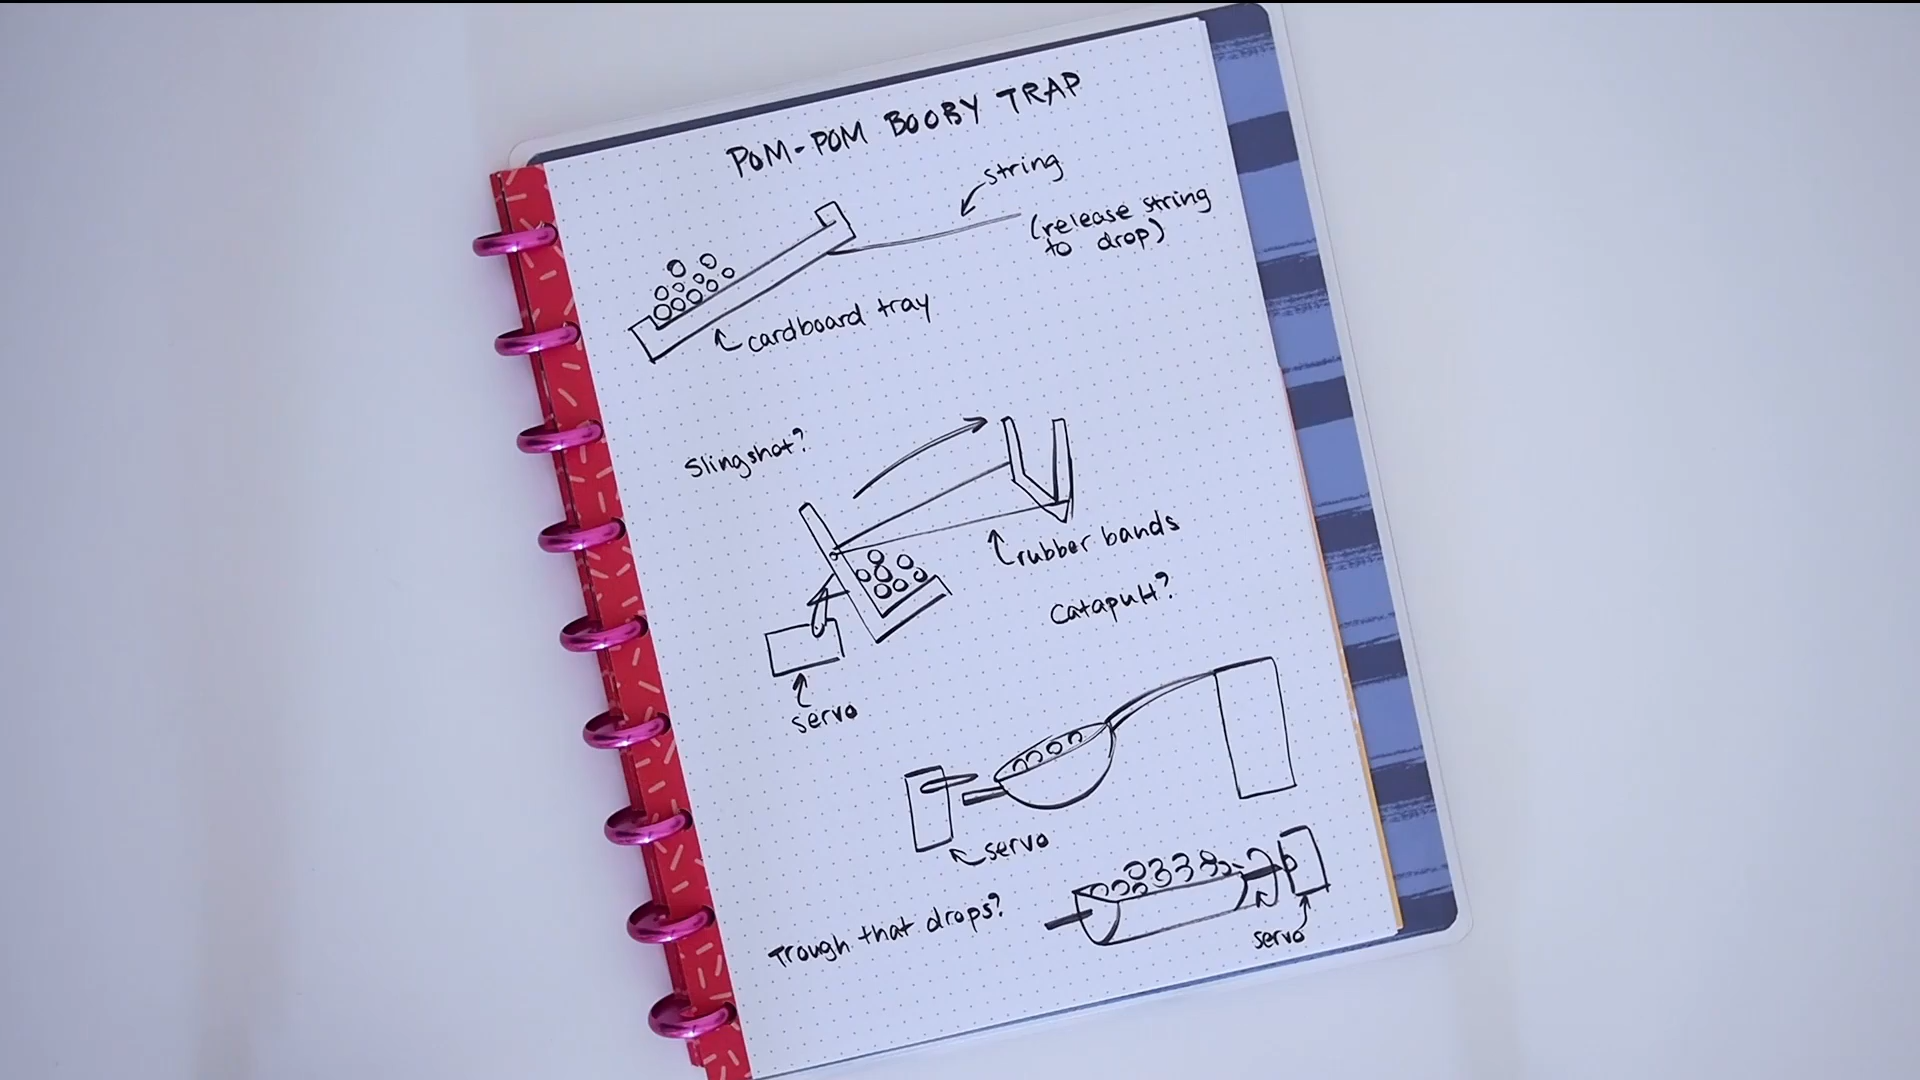 POM-POM BOOBY TRAP
string
(release string
to drop)
cardboard tray
Slingshot?
rubber bands
servo
Catapult?
servo
Trough that drops?
servo